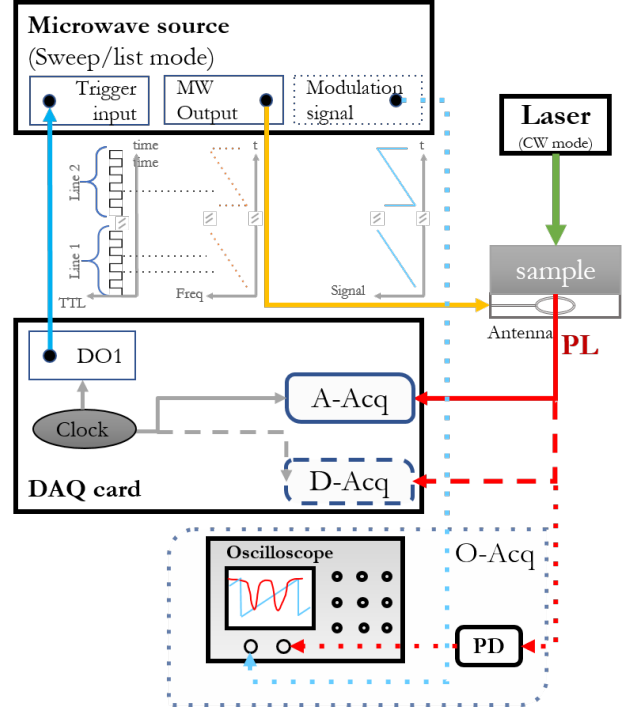 Microwave source
(Sweep/list mode)
Trigger
input
MW
Output
Modulation
signal
Laser
(CW mode)
time
time
t
t
Line 2
Line 1
TTL
Freq
Signal
sample
Antenna
PL
DO1
Clock
A-Acq
D-Acq
DAQ card
Oscilloscope
O-Acq
PD